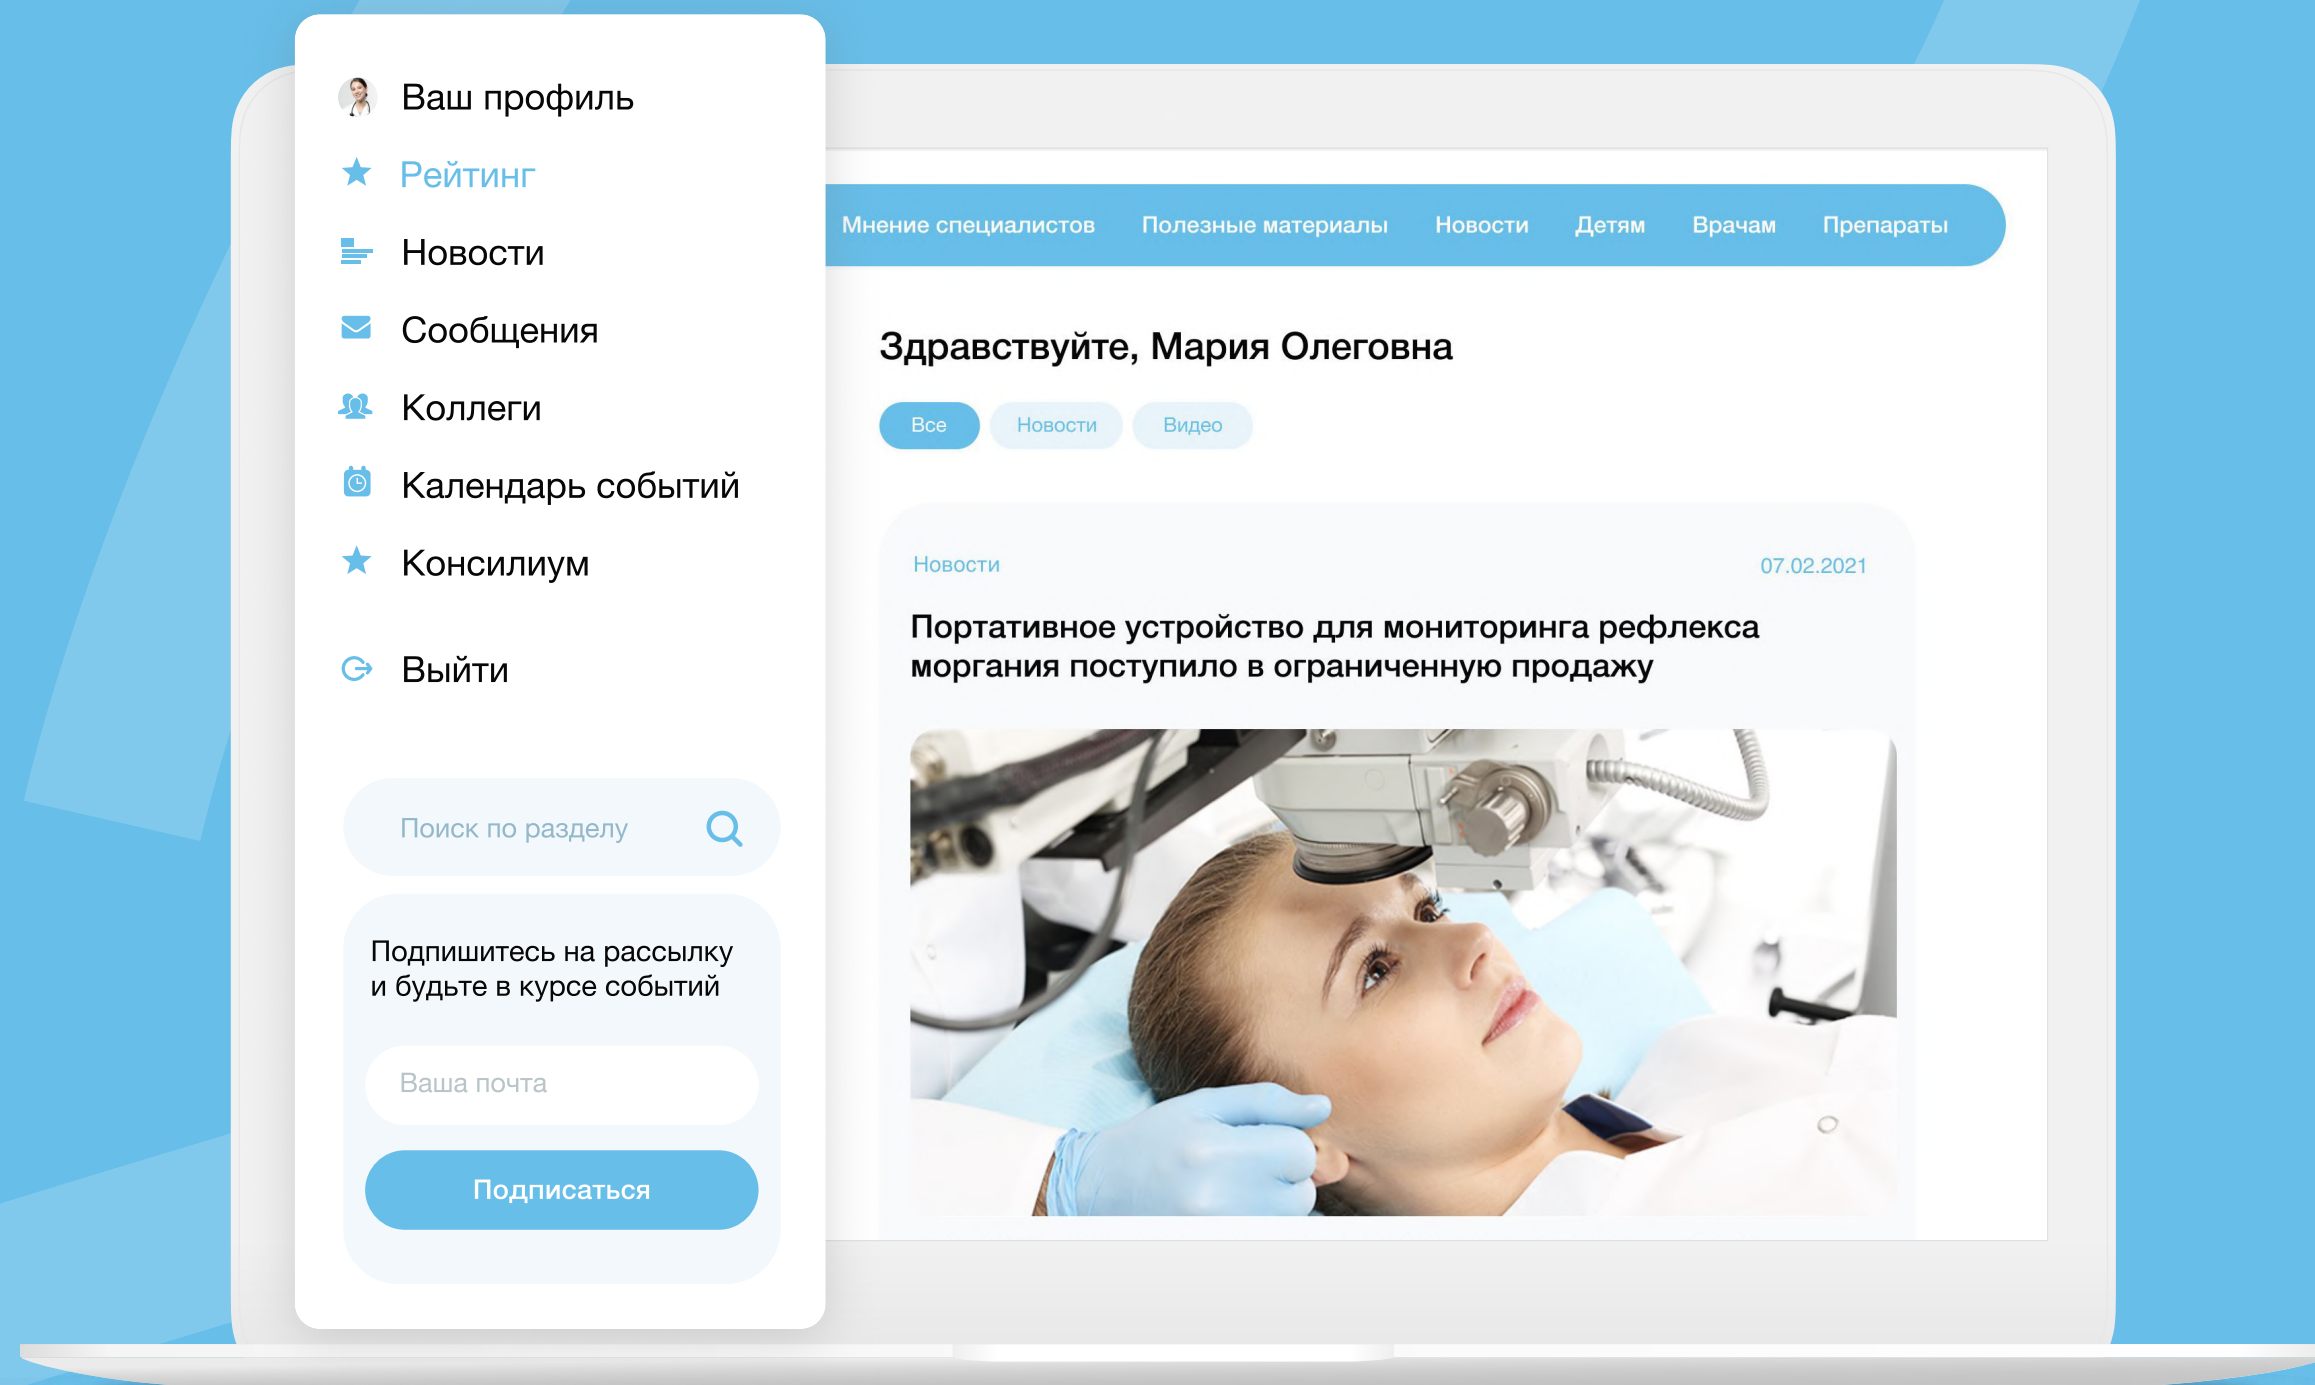 Ваш профиль
Рейтинг
Новости
Сообщения
Коллеги
Календарь событий
Консилиум
Выйти
Поиск по разделу
Подпишитесь на рассылку
и будьте в курсе событий
Ваша почта
Подписаться
Мнение специалистов Полезные материалы Новости Детям Врачам Препараты
Здравствуйте, Мария Олеговна
Все Новости Видео
Новости 07.02.2021
Портативное устройство для мониторинга рефлекса
моргания поступило в ограниченную продажу